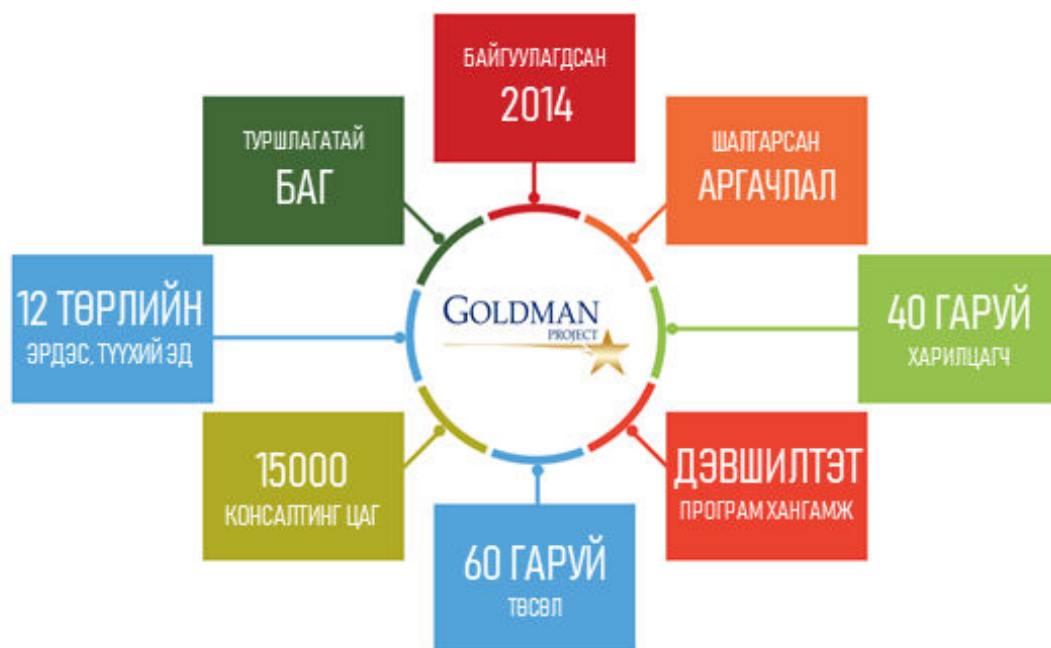 БАЙГУУЛАГДСАН
2014
ТУРШЛАГАТАЙ
БАГ
ШАЛГАРСАН
АРГАЧЛАЛ
12 ТӨРЛИЙН
ЭРДЭС, ТҮҮХИЙ ЭД
GOLDMAN
PROJECT
40 ГАРУЙ
ХАРИЛЦАГЧ
15000
КОНСАЛТИНГ ЦАГ
ДЭВШИЛТЭТ
ПРОГРАМ ХАНГАМЖ
60 ГАРУЙ
ТӨСӨЛ